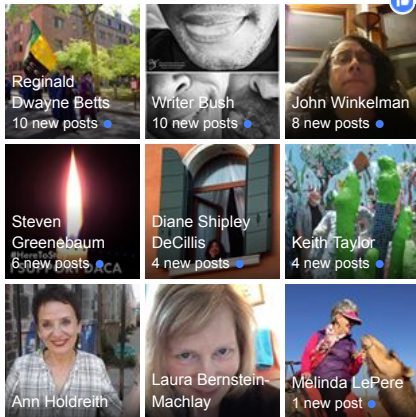 Reginald
Dwayne Betts
10 new posts
Writer Bush
10 new posts
John Winkelman
8 new posts
Steven
Greenebaum
6 new posts
Diane Shipley
DeCillis
4 new posts
Keith Taylor
4 new posts
Ann Holdreith
Laura Bernstein-
Machlay
Melinda LePere
1 new post